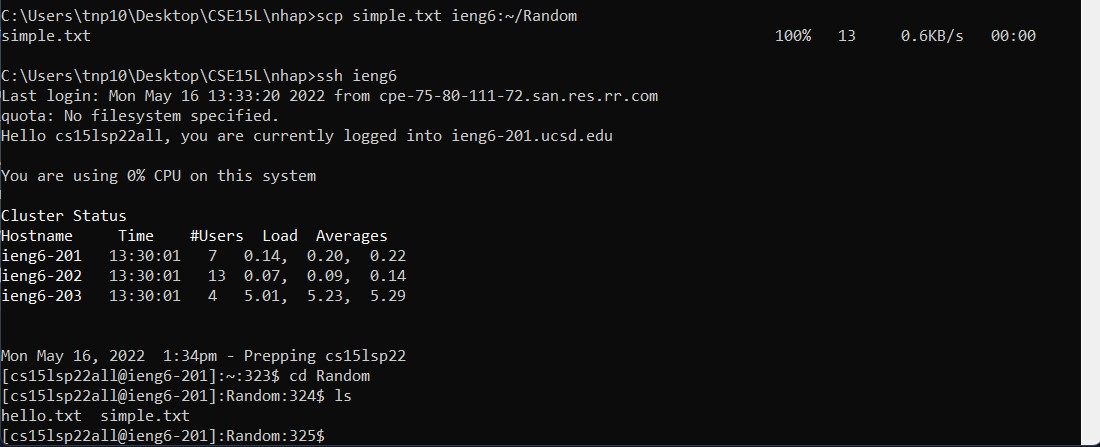 C:\Users\tnp10\Desktop\CSE15L\nhap>scp simple.txt ieng6:~/Random
simple.txt                                                                            100%   13     0.6KB/s   00:00
C:\Users\tnp10\Desktop\CSE15L\nhap>ssh ieng6
Last login: Mon May 16 13:33:20 2022 from cpe-75-80-111-72.san.res.rr.com
quota: No filesystem specified.
Hello cs15lsp22all, you are currently logged into ieng6-201.ucsd.edu
You are using 0% CPU on this system
Cluster Status
Hostname     Time    #Users  Load  Averages
ieng6-201   13:30:01   7   0.14,  0.20,  0.22
ieng6-202   13:30:01   13  0.07,  0.09,  0.14
ieng6-203   13:30:01   4   5.01,  5.23,  5.29
Mon May 16, 2022  1:34pm - Prepping cs15lsp22
[cs15lsp22all@ieng6-201]:~:323$ cd Random
[cs15lsp22all@ieng6-201]:Random:324$ ls
hello.txt  simple.txt
[cs15lsp22all@ieng6-201]:Random:325$